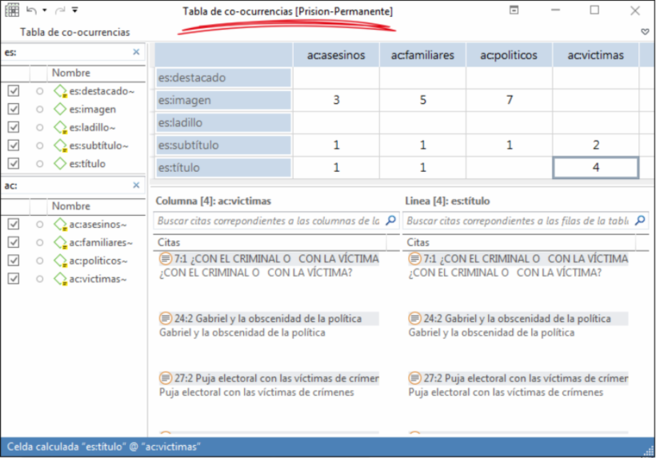 Tabla de co-ocurrencias [Prision-Permanente]
Tabla de co-ocurrencias
es:
Nombre
es:destacado~
es:imagen
es:ladillo~
es:subtítulo~
es:título
ac:
Nombre
ac:asesinos~
ac:familiares~
ac:politicos~
ac:victimas~
ac:asesinos ac:familiares ac:politicos ac:victimas
es:destacado
es:imagen 3 5 7
es:ladillo
es:subtítulo 1 1 1 2
es:título 1 1 4
Columna [4]: ac:victimas
Buscar citas correpondientes a las columnas de la
Citas
7:1 ¿CON EL CRIMINAL O CON LA VÍCTIMA
¿CON EL CRIMINAL O CON LA VÍCTIMA?
24:2 Gabriel y la obscenidad de la política
Gabriel y la obscenidad de la política
27:2 Puja electoral con las víctimas de crímer
Puja electoral con las víctimas de crímenes
Linea [4]: es:título
Buscar citas correpondientes a las filas de la tabl
Citas
7:1 ¿CON EL CRIMINAL O CON LA VÍCTIMA
¿CON EL CRIMINAL O CON LA VÍCTIMA?
24:2 Gabriel y la obscenidad de la política
Gabriel y la obscenidad de la política
27:2 Puja electoral con las víctimas de crímer
Puja electoral con las víctimas de crímenes
Celda calculada "es:título" @ "ac:victimas"